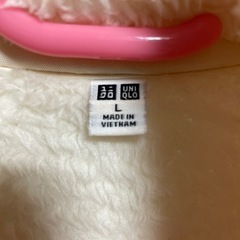 ユニ UNI
クロ QLO
L
MADE IN
VIETNAM